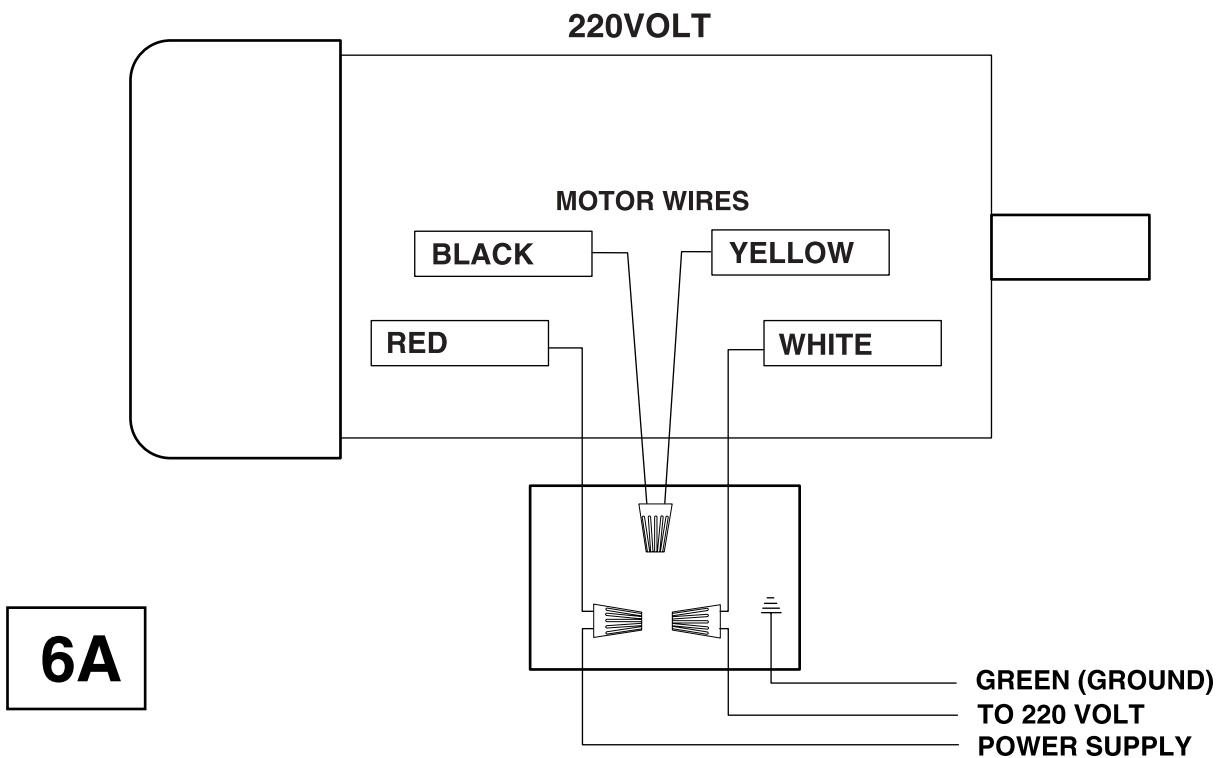 220VOLT
MOTOR WIRES
BLACK
YELLOW
RED
WHITE
6A
GREEN (GROUND)
TO 220 VOLT
POWER SUPPLY